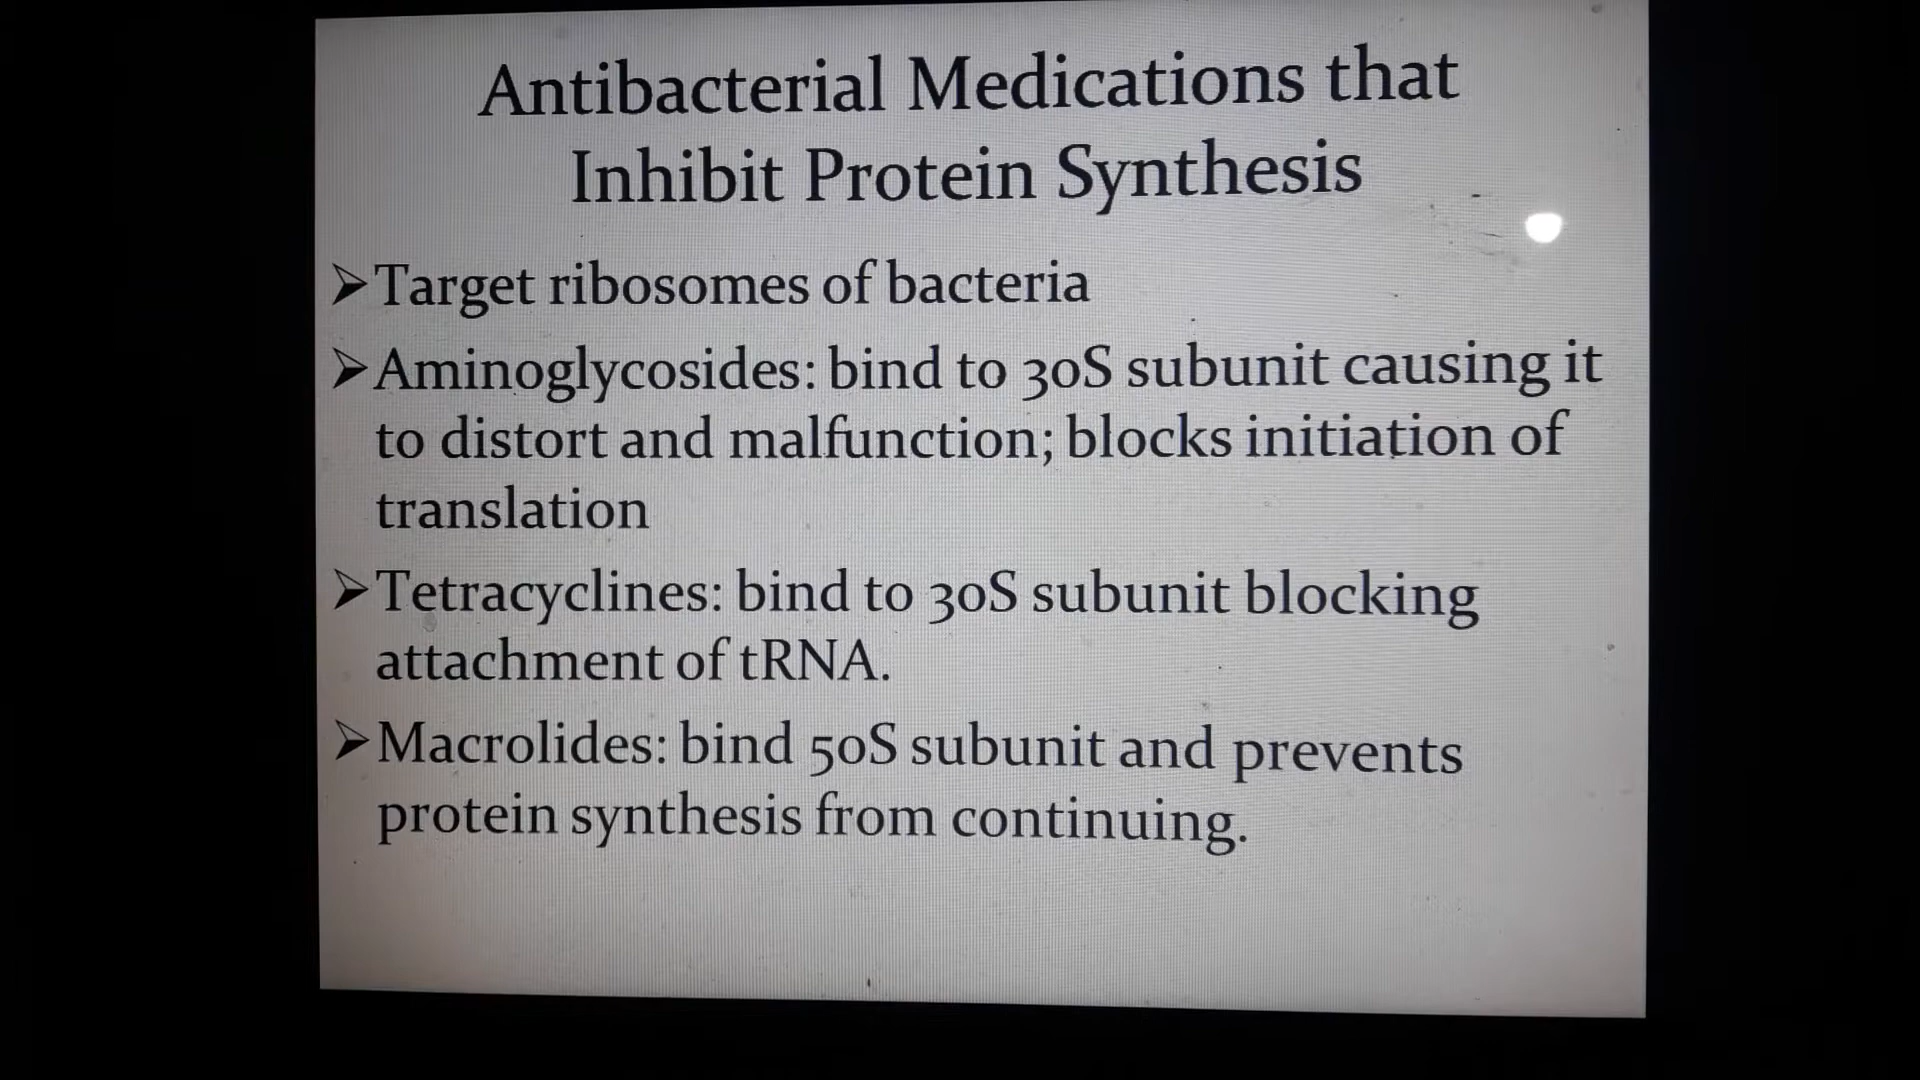 Antibacterial Medications that
Inhibit Protein Synthesis
➢Target ribosomes of bacteria
➢Aminoglycosides: bind to 30S subunit causing it
to distort and malfunction; blocks initiation of
translation
➢Tetracyclines: bind to 30S subunit blocking
attachment of tRNA.
➢Macrolides: bind 50S subunit and prevents
protein synthesis from continuing.